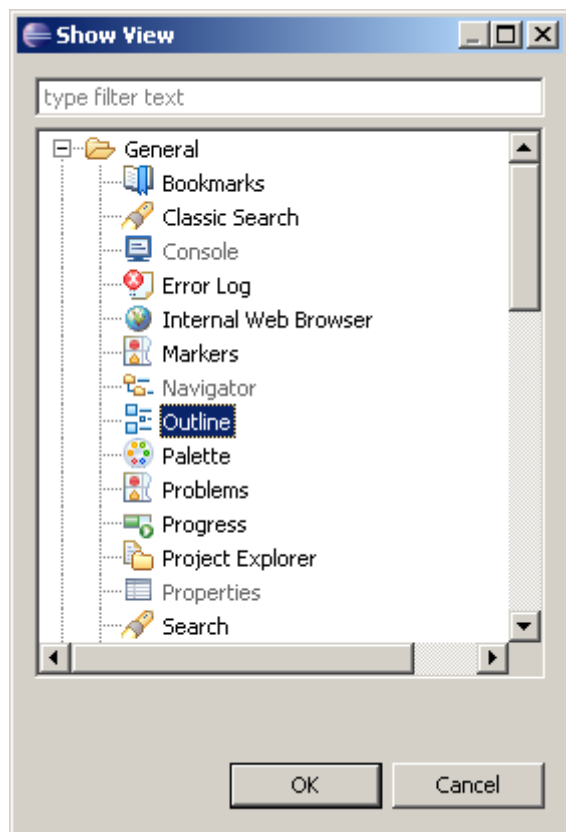 Show View
type filter text
General
Bookmarks
Classic Search
Console
Error Log
Internal Web Browser
Markers
Navigator
Outline
Palette
Problems
Progress
Project Explorer
Properties
Search
OK Cancel